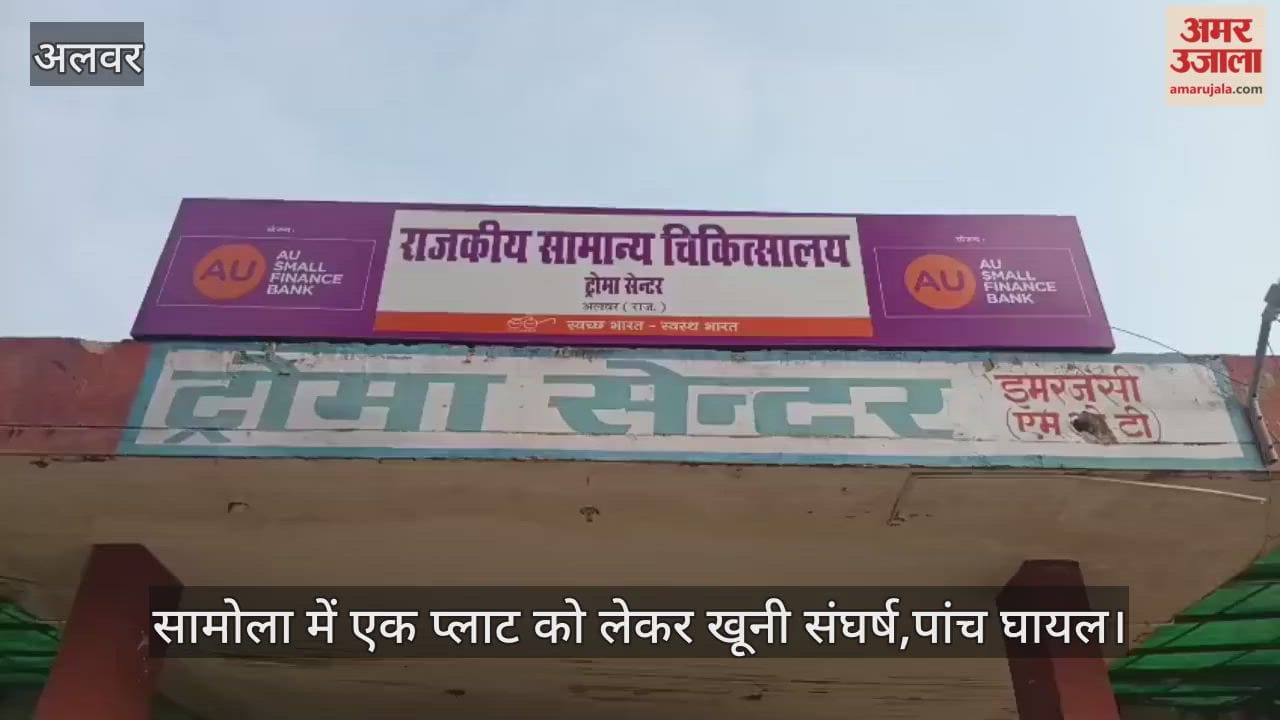 अलवर
अमर
उजाला
amarujala.com
AU
AU
SMALL
FINANCE
BANK
राजकीय सामान्य चिकित्सालय
ट्रोमा सेन्टर
अलवर ( राज. )
स्वच्छ भारत - स्वस्थ भारत
AU
AU
SMALL
FINANCE
BANK
ट्रोमा सेन्टर
इमरजेंसी
सामोला में एक प्लाट को लेकर खूनी संघर्ष,पांच घायल।